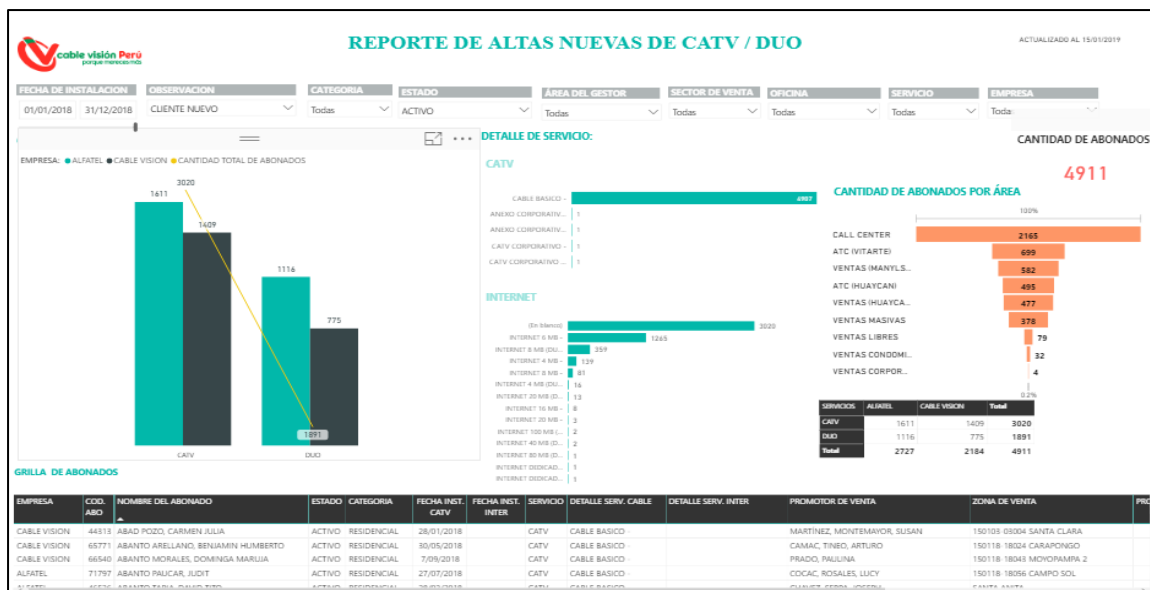 cable visión Perú
porque mereces más
REPORTE DE ALTAS NUEVAS DE CATV / DUO
ACTUALIZADO AL 15/01/2019
FECHA DE INSTALACION OBSERVACION CATEGORIA ESTADO ÁREA DEL GESTOR SECTOR DE VENTA OFICINA SERVICIO EMPRESA
01/01/2018 31/12/2018 CLIENTE NUEVO Todas ACTIVO Todas Todas Todas Todas Todas
EMPRESA: ALFATEL CABLE VISION CANTIDAD TOTAL DE ABONADOS
3020
1611
1409
1116
775
1891
CATV DUO
DETALLE DE SERVICIO:
CATV
CABLE BASICO - 4907
ANEXO CORPORATIV... 1
ANEXO CORPORATIV... 1
CATV CORPORATIVO - 1
CATV CORPORATIVO ... 1
INTERNET
(En blanco) 3020
INTERNET 6 MB - 1265
INTERNET 8 MB (DU... 259
INTERNET 4 MB - 139
INTERNET 8 MB - 81
INTERNET 4 MB (DU... 16
INTERNET 20 MB (D... 13
INTERNET 16 MB - 8
INTERNET 20 MB - 3
INTERNET 100 MB (... 2
INTERNET 40 MB (D... 2
INTERNET 80 MB (D... 1
INTERNET DEDICAD... 1
INTERNET DEDICAD... 1
CANTIDAD DE ABONADOS
4911
CANTIDAD DE ABONADOS POR ÁREA
100%
CALL CENTER 2165
ATC (VITARTE) 699
VENTAS (MANYLS... 582
ATC (HUAYCAN) 495
VENTAS (HUAYCA... 477
VENTAS MASIVAS 378
VENTAS LIBRES 79
VENTAS CONDOMI... 32
VENTAS CORPOR... 4
0.2%
SERVICIOS ALFATEL CABLE VISION Total
CATV 1611 1409 3020
DUO 1116 775 1891
Total 2727 2184 4911
GRILLA DE ABONADOS
EMPRESA COD. ABO NOMBRE DEL ABONADO ESTADO CATEGORIA FECHA INST. CATV FECHA INST. INTER SERVICIO DETALLE SERV. CABLE DETALLE SERV. INTER PROMOTOR DE VENTA ZONA DE VENTA
CABLE VISION 44313 ABAD POZO, CARMEN JULIA ACTIVO RESIDENCIAL 28/01/2018 CATV CABLE BASICO - MARTÍNEZ, MONTEMAYOR, SUSAN 150103-03004 SANTA CLARA
CABLE VISION 65771 ABANTO ARELLANO, BENJAMIN HUMBERTO ACTIVO RESIDENCIAL 30/05/2018 CATV CABLE BASICO - CAMAC, TINEO, ARTURO 150118-18024 CARAPONGO
CABLE VISION 66540 ABANTO MORALES, DOMINGA MARUJA ACTIVO RESIDENCIAL 7/09/2018 CATV CABLE BASICO - PRADO, PAULINA 150118-18043 MOYOPAMPA 2
ALFATEL 71797 ABANTO PAUCAR, JUDIT ACTIVO RESIDENCIAL 27/07/2018 CATV CABLE BASICO - COCAC, ROSALES, LUCY 150118-18056 CAMPO SOL